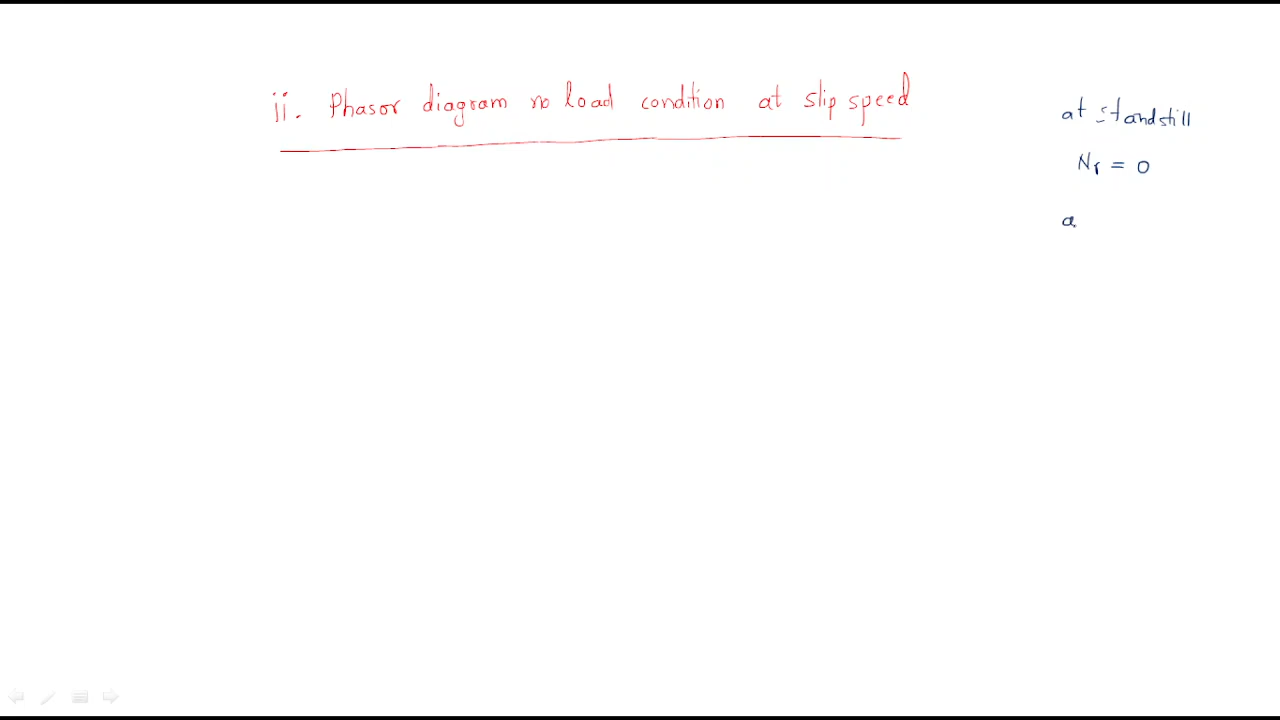 ii. Phasor diagram no load condition at slip speed
at standstill
Nr = 0
a